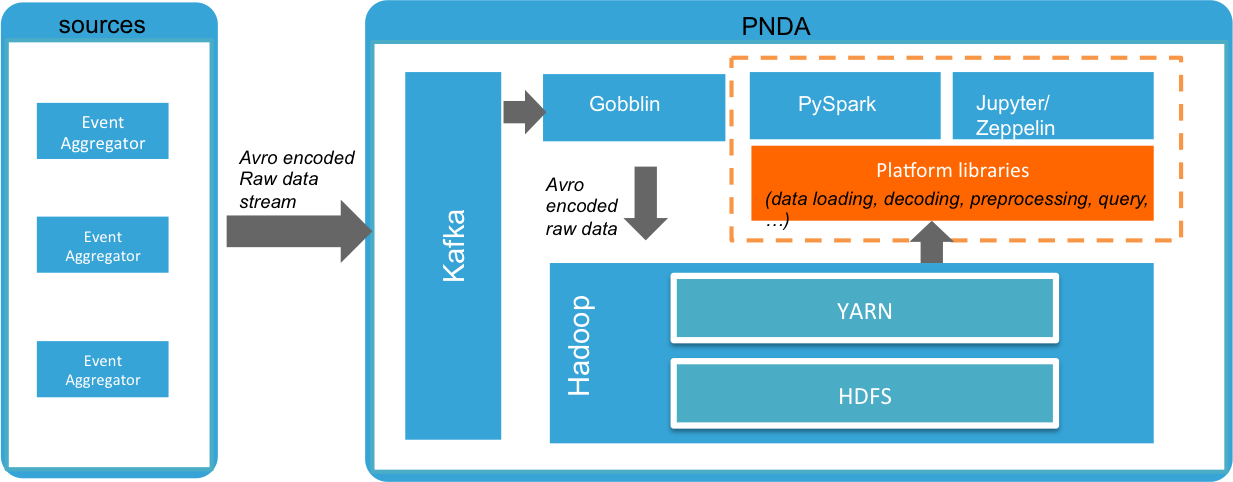 sources
Event
Aggregator
Event
Aggregator
Event
Aggregator
Avro encoded
Raw data
stream
PNDA
Kafka
Gobblin
Avro
encoded
raw data
PySpark
Jupyter/
Zeppelin
Platform libraries
(data loading, decoding, preprocessing, query,
…)
Hadoop
YARN
HDFS